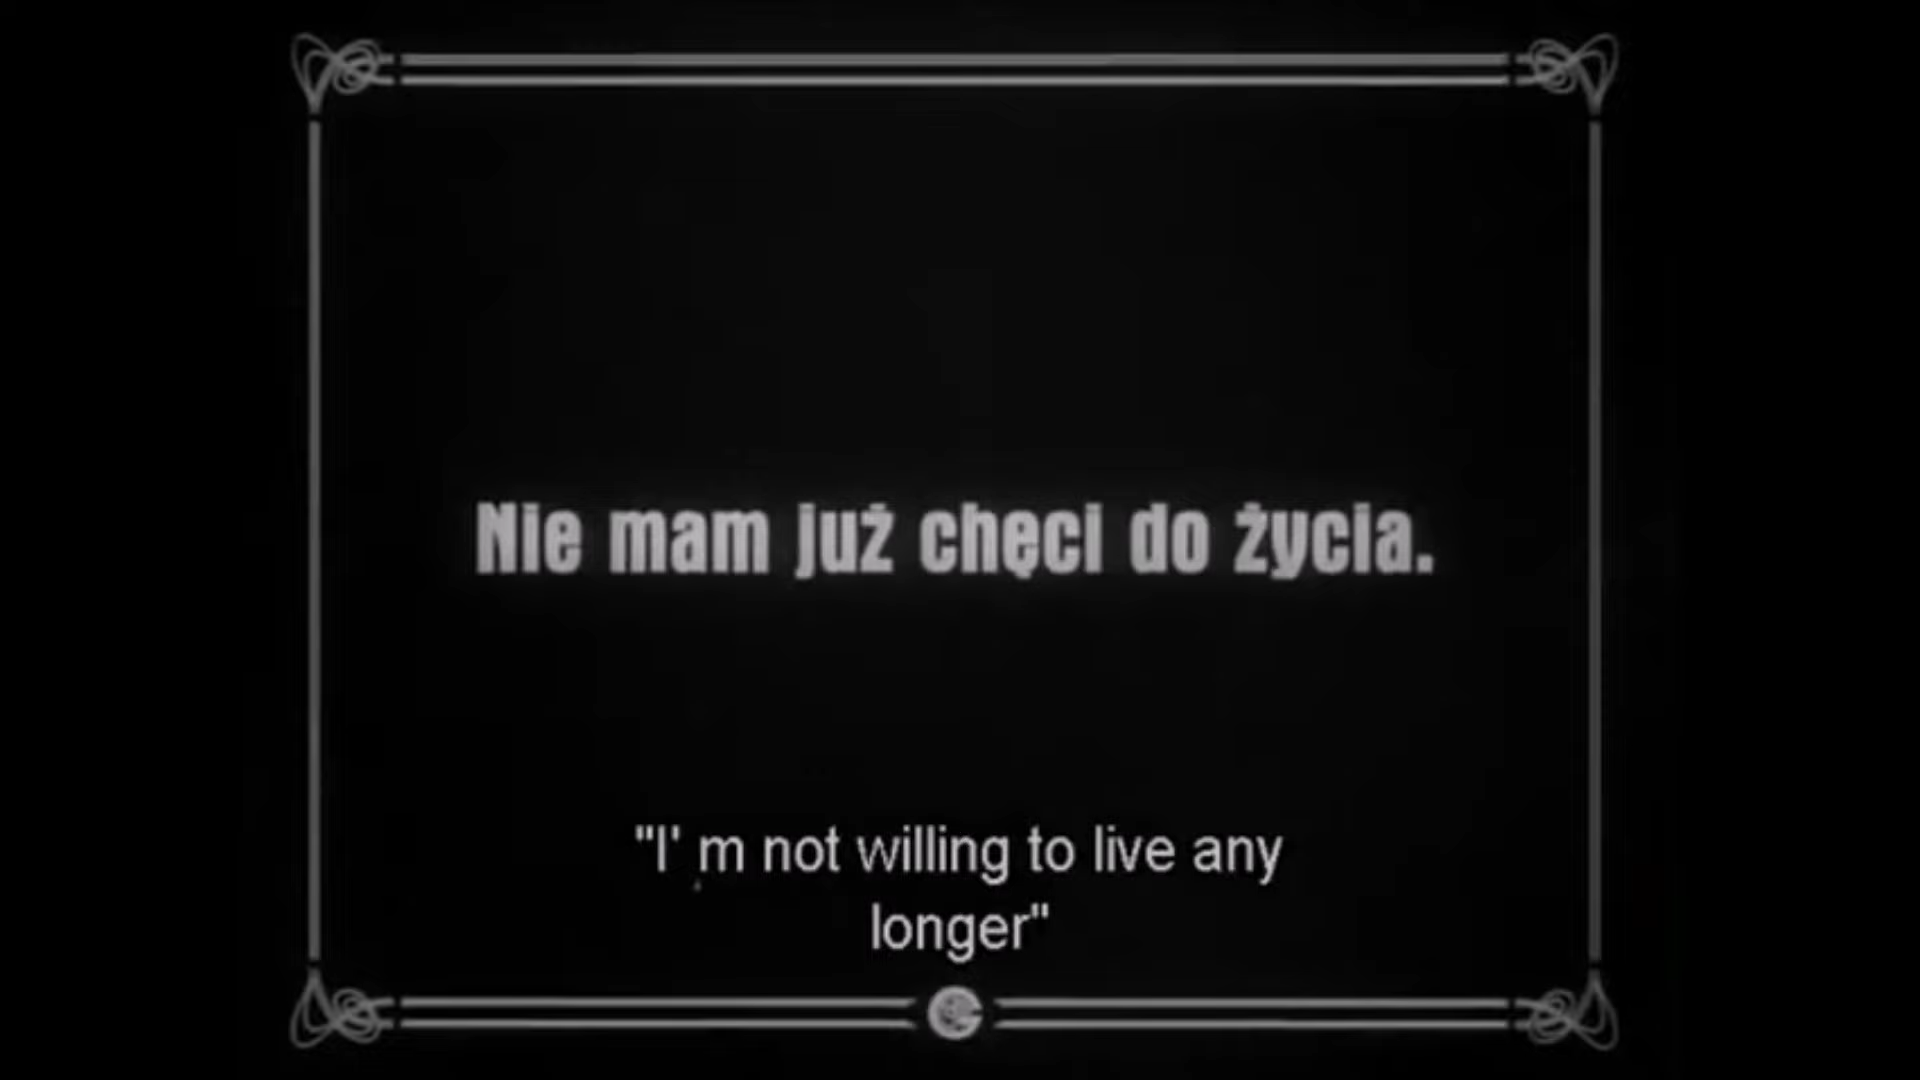 Nie mam już chęci do życia.
"I' m not willing to live any
longer"